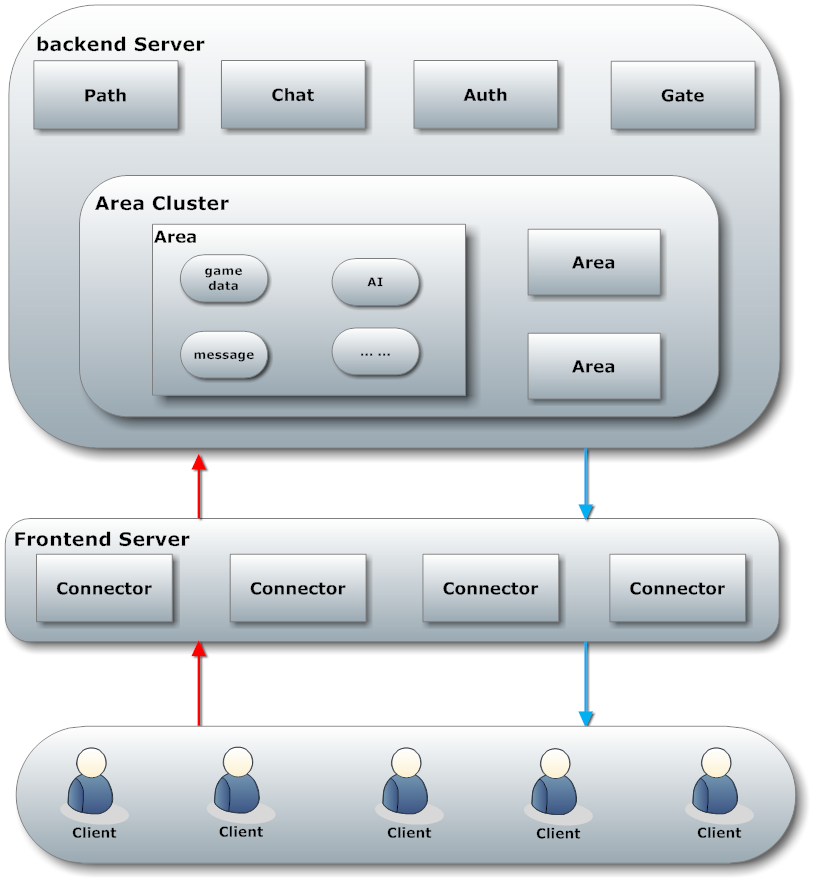 backend Server
Path
Chat
Auth
Gate
Area Cluster
Area
game
data
AI
message
... ...
Area
Area
Frontend Server
Connector
Connector
Connector
Connector
Client
Client
Client
Client
Client